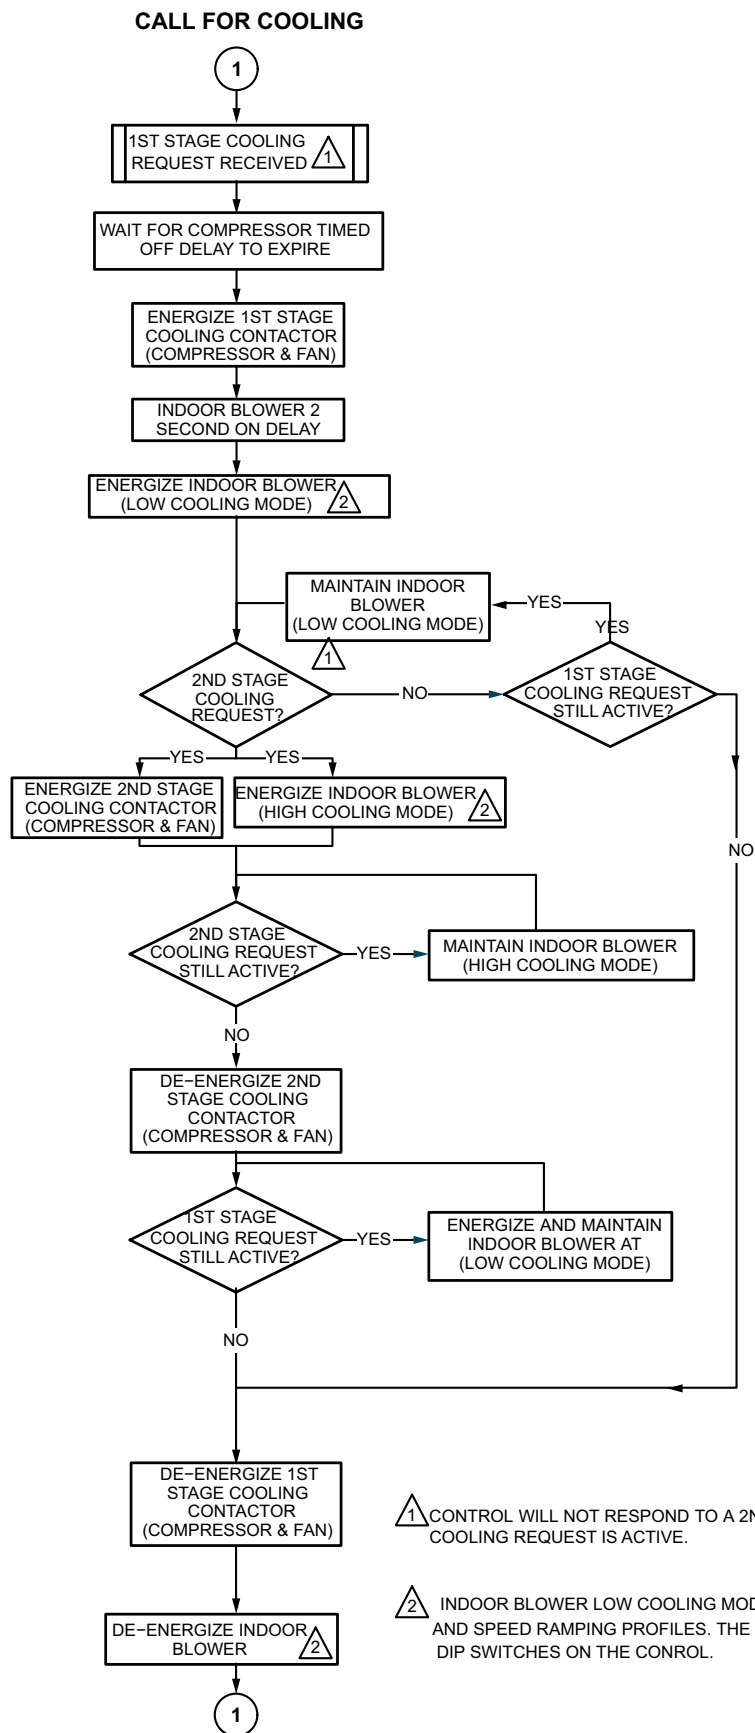 CALL FOR COOLING
1
1ST STAGE COOLING
REQUEST RECEIVED
1
WAIT FOR COMPRESSOR TIMED
OFF DELAY TO EXPIRE
ENERGIZE 1ST STAGE
COOLING CONTACTOR
(COMPRESSOR & FAN)
INDOOR BLOWER 2
SECOND ON DELAY
ENERGIZE INDOOR BLOWER
(LOW COOLING MODE)
2
MAINTAIN INDOOR
BLOWER
(LOW COOLING MODE)
1
YES
YES
2ND STAGE
COOLING
REQUEST?
NO
1ST STAGE
COOLING REQUEST
STILL ACTIVE?
YES
YES
ENERGIZE 2ND STAGE
COOLING CONTACTOR
(COMPRESSOR & FAN)
ENERGIZE INDOOR BLOWER
(HIGH COOLING MODE)
2
NO
2ND STAGE
COOLING REQUEST
STILL ACTIVE?
YES
MAINTAIN INDOOR BLOWER
(HIGH COOLING MODE)
NO
DE−ENERGIZE 2ND
STAGE COOLING
CONTACTOR
(COMPRESSOR & FAN)
1ST STAGE
COOLING REQUEST
STILL ACTIVE?
YES
ENERGIZE AND MAINTAIN
INDOOR BLOWER AT
(LOW COOLING MODE)
NO
DE−ENERGIZE 1ST
STAGE COOLING
CONTACTOR
(COMPRESSOR & FAN)
1 CONTROL WILL NOT RESPOND TO A
COOLING REQUEST IS ACTIVE.
DE−ENERGIZE INDOOR
BLOWER
2
2 INDOOR BLOWER LOW COOLING
AND SPEED RAMPING PROFILES. THE
DIP SWITCHES ON THE CONROL.
1